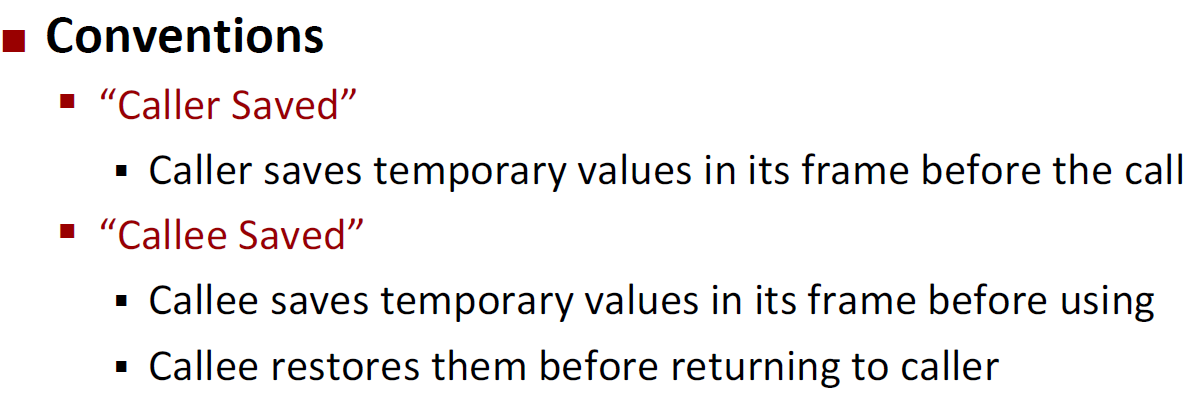 Conventions
“Caller Saved”
Caller saves temporary values in its frame before the call
“Callee Saved”
Callee saves temporary values in its frame before using
Callee restores them before returning to caller